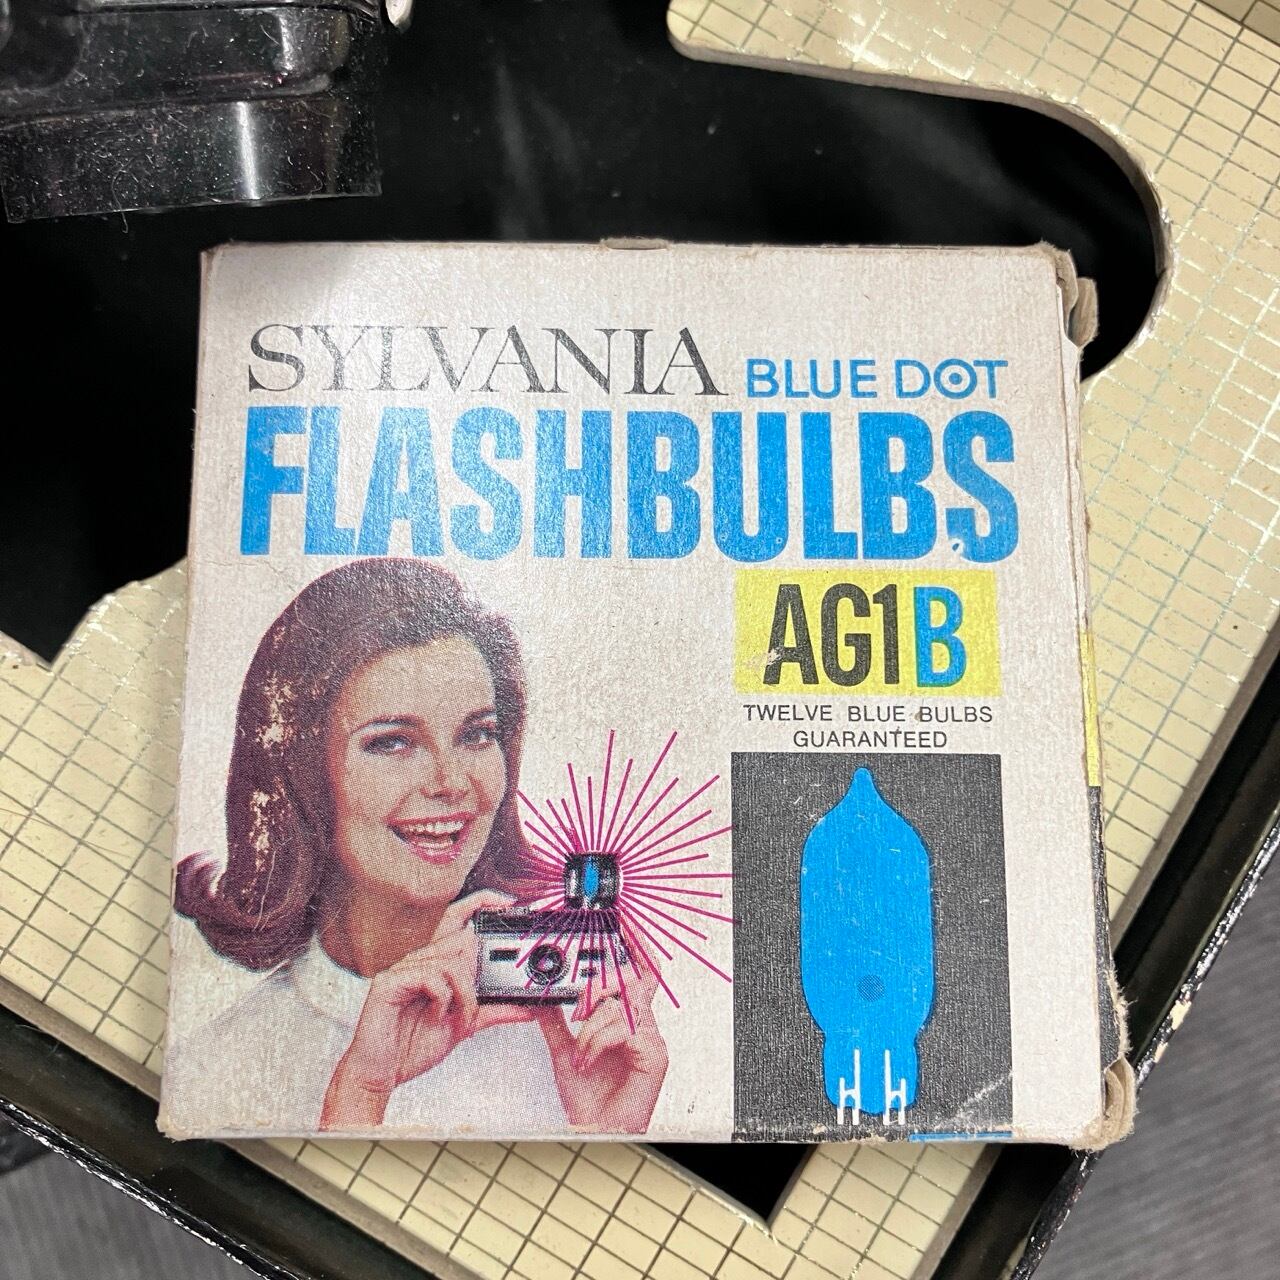 SYLVANIA BLUE DOT
FLASHBULBS
AG1B
TWELVE BLUE BULBS
GUARANTEED